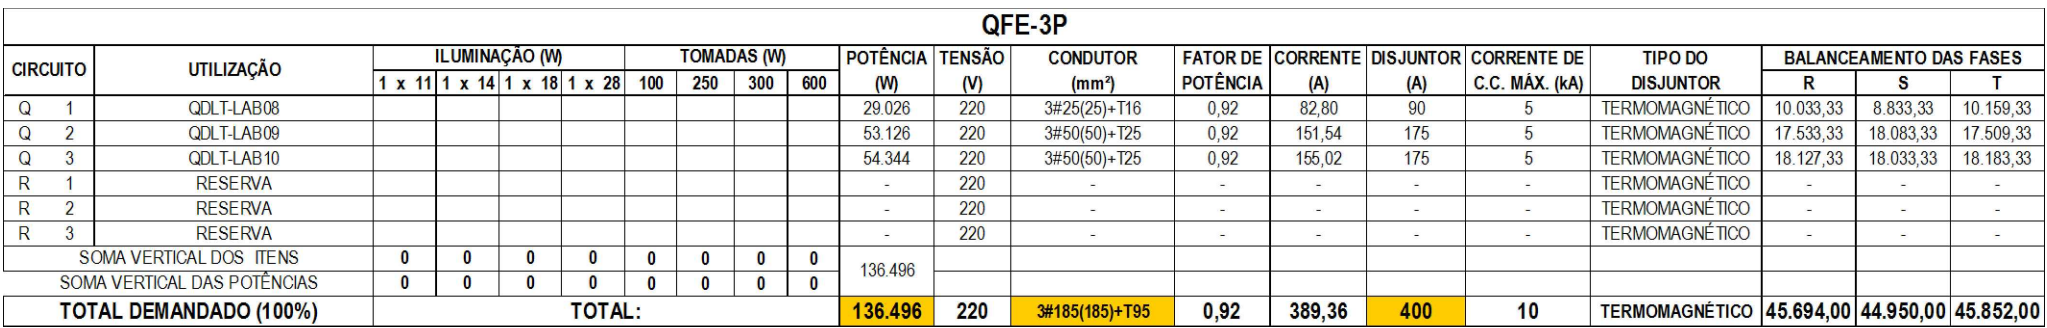 QFE-3P
CIRCUITO UTILIZAÇÃO ILUMINAÇÃO (W) TOMADAS (W) POTÊNCIA (W) TENSÃO (V) CONDUTOR (mm²) FATOR DE POTÊNCIA CORRENTE (A) DISJUNTOR (A) CORRENTE DE C.C. MÁX. (kA) TIPO DO DISJUNTOR BALANCEAMENTO DAS FASES
1 x 11 1 x 14 1 x 18 1 x 28 100 250 300 600 R S T
Q 1 QDLT-LAB08 29.026 220 3#25(25)+T16 0,92 82,80 90 5 TERMOMAGNÉTICO 10.033,33 8.833,33 10.159,33
Q 2 QDLT-LAB09 53.126 220 3#50(50)+T25 0,92 151,54 175 5 TERMOMAGNÉTICO 17.533,33 18.083,33 17.509,33
Q 3 QDLT-LAB10 54.344 220 3#50(50)+T25 0,92 155,02 175 5 TERMOMAGNÉTICO 18.127,33 18.033,33 18.183,33
R 1 RESERVA - 220 - - - - - TERMOMAGNÉTICO - - -
R 2 RESERVA - 220 - - - - - TERMOMAGNÉTICO - - -
R 3 RESERVA - 220 - - - - - TERMOMAGNÉTICO - - -
SOMA VERTICAL DOS ITENS 0 0 0 0 0 0 0 0 136.496
SOMA VERTICAL DAS POTÊNCIAS 0 0 0 0 0 0 0 0
TOTAL DEMANDADO (100%) TOTAL: 136.496 220 3#185(185)+T95 0,92 389,36 400 10 TERMOMAGNÉTICO 45.694,00 44.950,00 45.852,00